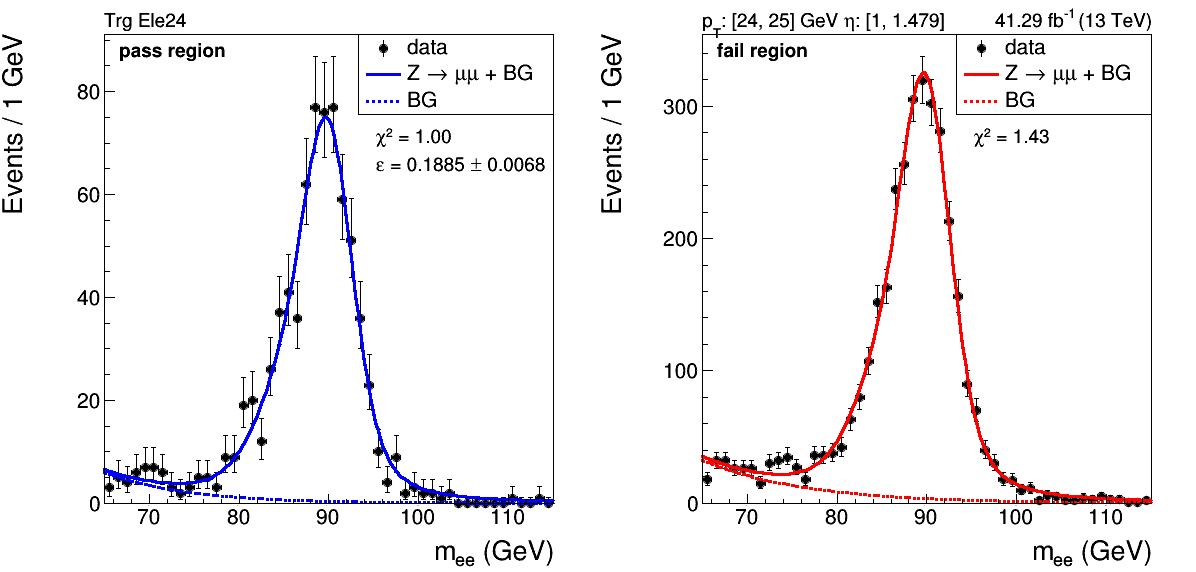 Trg Ele24
pass region
data
Z → μμ + BG
BG
χ² = 1.00
ε = 0.1885 ± 0.0068
Events / 1 GeV
80
60
40
20
0
70 80 90 100 110
m_ee (GeV)
p_T: [24, 25] GeV η: [1, 1.479] 41.29 fb⁻¹ (13 TeV)
fail region
data
Z → μμ + BG
BG
χ² = 1.43
Events / 1 GeV
300
200
100
0
70 80 90 100 110
m_ee (GeV)